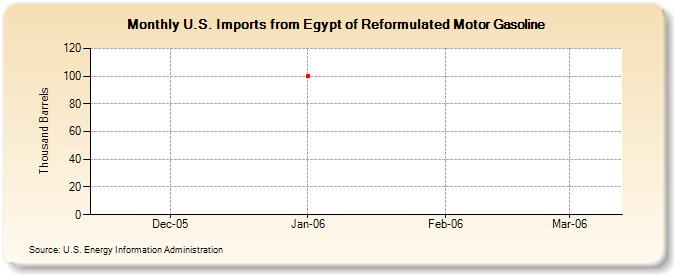 Monthly U.S. Imports from Egypt of Reformulated Motor Gasoline
Thousand Barrels
120
100
80
60
40
20
0
Dec-05 Jan-06 Feb-06 Mar-06
Source: U.S. Energy Information Administration